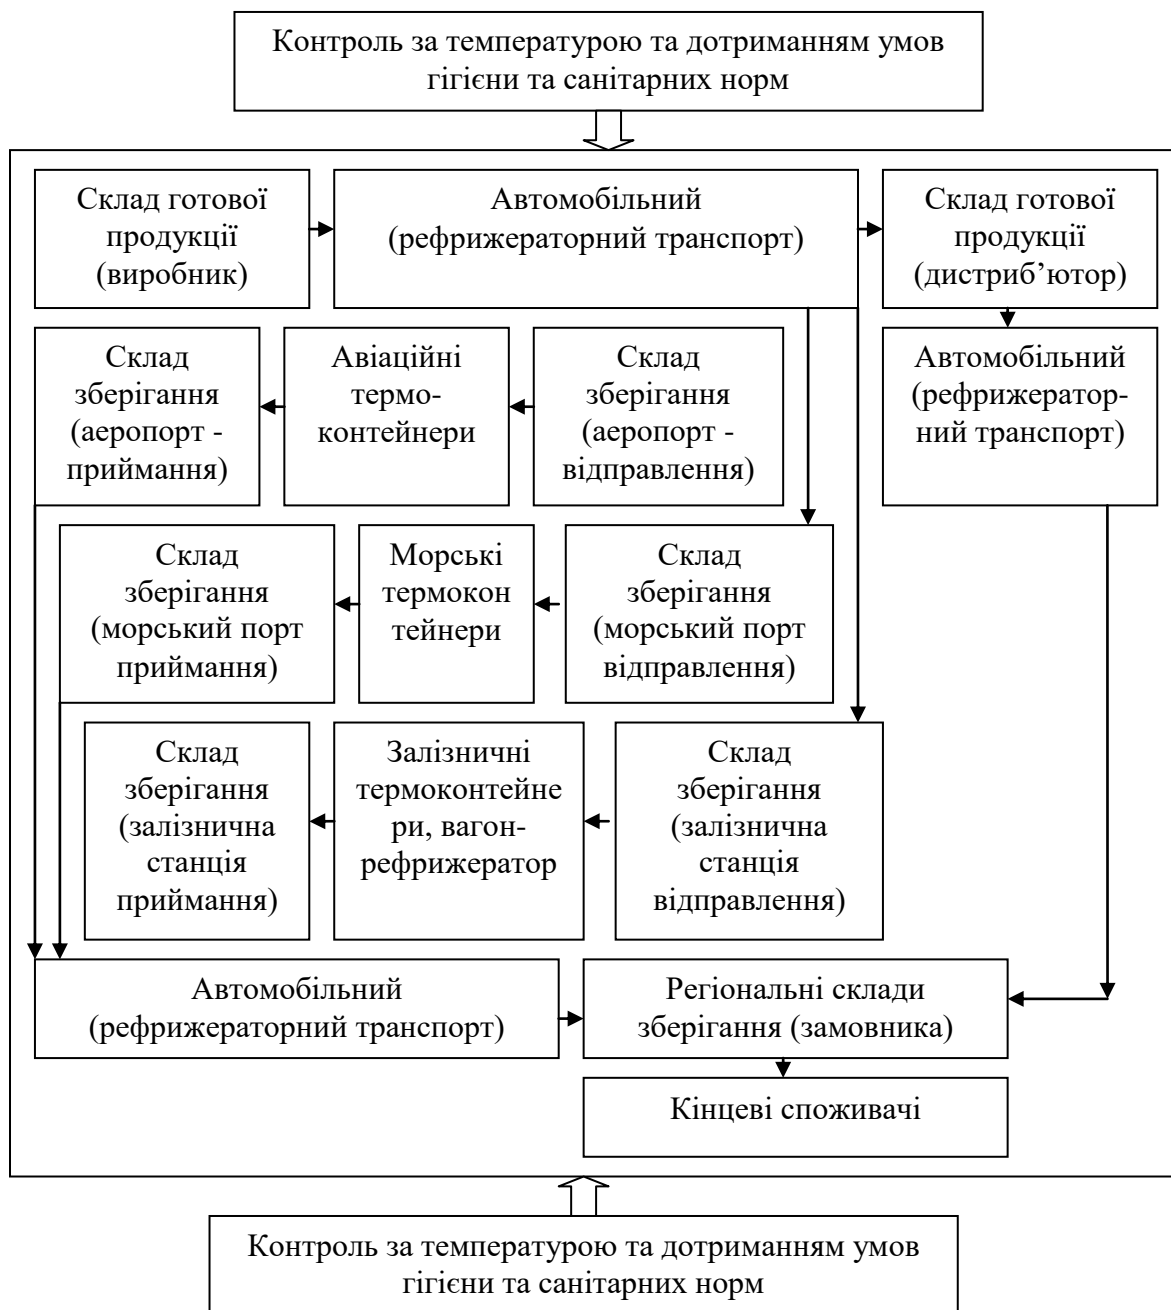 Контроль за температурою та дотриманням умов
гігієни та санітарних норм
Склад готової
продукції
(виробник)
Автомобільний
(рефрижераторний транспорт)
Склад готової
продукції
(дистриб’ютор)
Склад
зберігання
(аеропорт -
приймання)
Авіаційні
термо-
контейнери
Склад
зберігання
(аеропорт -
відправлення)
Автомобільний
(рефрижератор-
ний транспорт)
Склад
зберігання
(морський порт
приймання)
Морські
термокон
тейнери
Склад
зберігання
(морський порт
відправлення)
Склад
зберігання
(залізнична
станція
приймання)
Залізничні
термоконтейне
ри, вагон-
рефрижератор
Склад
зберігання
(залізнична
станція
відправлення)
Автомобільний
(рефрижераторний транспорт)
Регіональні склади
зберігання (замовника)
Кінцеві споживачі
Контроль за температурою та дотриманням умов
гігієни та санітарних норм